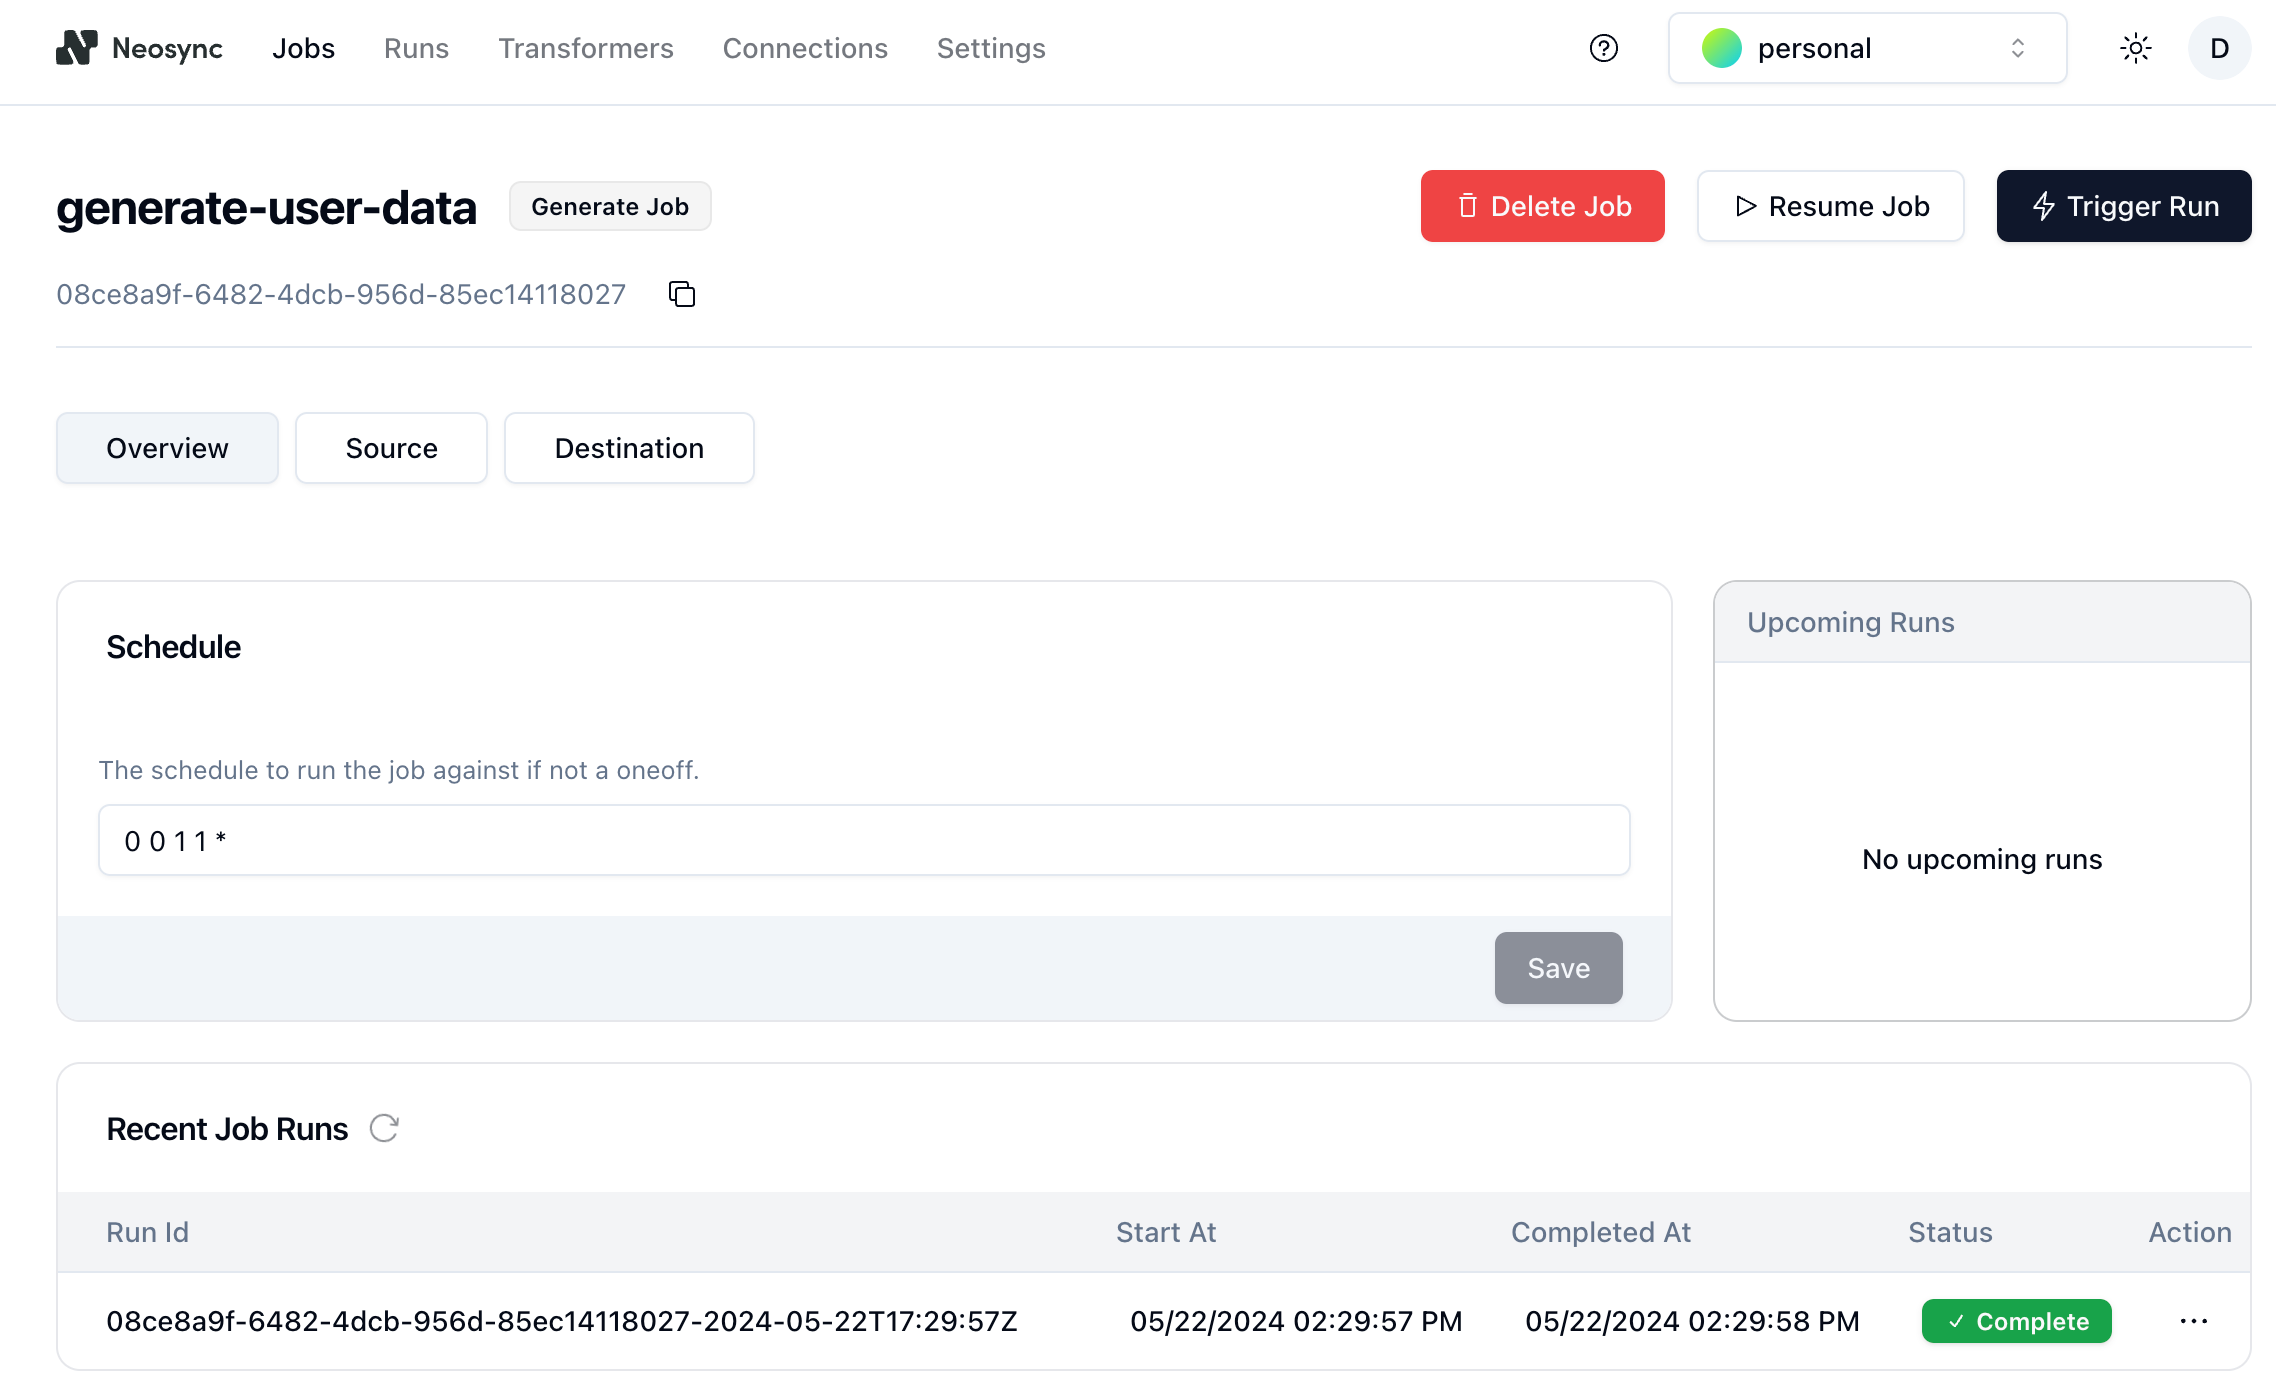 Neosync Jobs Runs Transformers Connections Settings personal D
generate-user-data Generate Job Delete Job Resume Job Trigger Run
08ce8a9f-6482-4dcb-956d-85ec14118027
Overview Source Destination
Schedule
The schedule to run the job against if not a oneoff.
0 0 1 1 *
Save
Upcoming Runs
No upcoming runs
Recent Job Runs
Run Id Start At Completed At Status Action
08ce8a9f-6482-4dcb-956d-85ec14118027-2024-05-22T17:29:57Z 05/22/2024 02:29:57 PM 05/22/2024 02:29:58 PM Complete ...